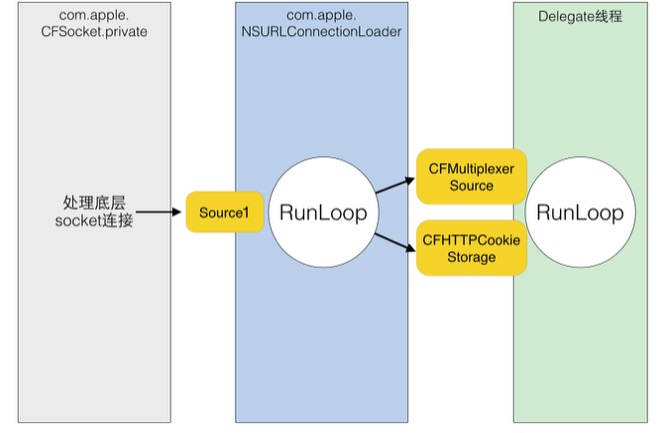 com.apple.
CFSocket.private
com.apple.
NSURLConnectionLoader
Delegate线程
处理底层
socket连接
Source1
RunLoop
CFMultiplexer
Source
CFHTTPCookie
Storage
RunLoop